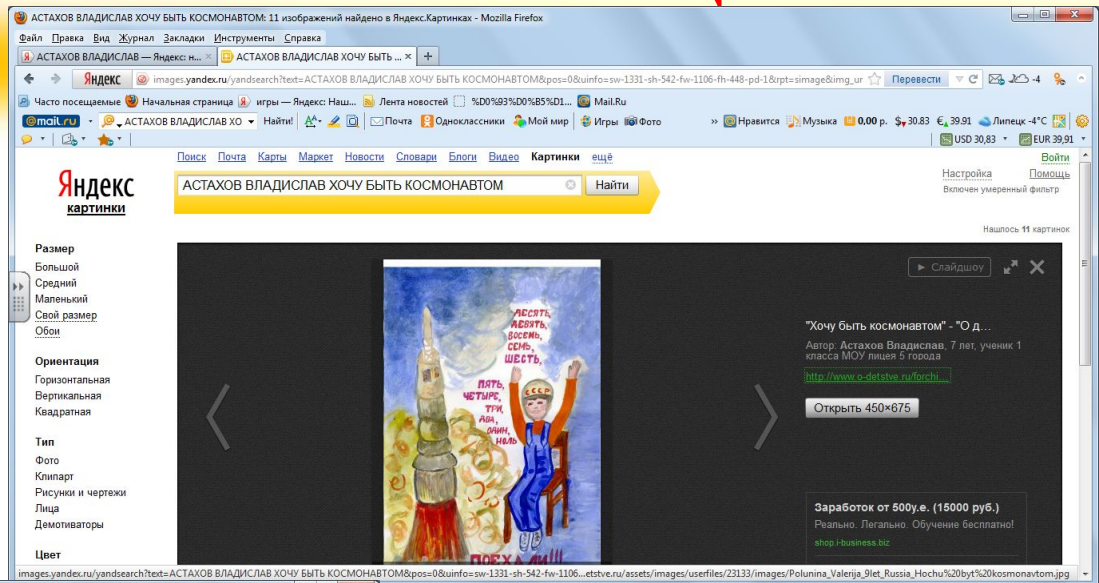 АСТАХОВ ВЛАДИСЛАВ ХОЧУ БЫТЬ КОСМОНАВТОМ: 11 изображений найдено в Яндекс.Картинках - Mozilla Firefox
Файл Правка Вид Журнал Закладки Инструменты Справка
АСТАХОВ ВЛАДИСЛАВ — Яндекс: н... АСТАХОВ ВЛАДИСЛАВ ХОЧУ БЫТЬ ... +
Яндекс images.yandex.ru/yandsearch?text=АСТАХОВ ВЛАДИСЛАВ ХОЧУ БЫТЬ КОСМОНАВТОМ&pos=0&uinfo=sw-1331-sh-542-fw-1106-fh-448-pd-1&rpt=simage&img_ur Перевести -4
Часто посещаемые Начальная страница игры — Яндекс: Наш... Лента новостей %D0%93%D0%B5%D1... Mail.Ru
@mail.ru АСТАХОВ ВЛАДИСЛАВ ХО Найти! Почта Одноклассники Мой мир Игры Фото » Нравится Музыка 0,00 р. $ 30.83 € 39.91 Липецк -4°C
USD 30,83 EUR 39,91
Поиск Почта Карты Маркет Новости Словари Блоги Видео Картинки ещё Войти
Яндекс
картинки
АСТАХОВ ВЛАДИСЛАВ ХОЧУ БЫТЬ КОСМОНАВТОМ Найти
Настройка Помощь
Включен умеренный фильтр
Нашлось 11 картинок
Размер
Большой
Средний
Маленький
Свой размер
Обои
Ориентация
Горизонтальная
Вертикальная
Квадратная
Тип
Фото
Клипарт
Рисунки и чертежи
Лица
Демотиваторы
Цвет
ДЕСЯТЬ,
ДЕВЯТЬ,
ВОСЕМЬ,
СЕМЬ,
ШЕСТЬ,
ПЯТЬ,
ЧЕТЫРЕ,
ТРИ,
ДВА,
ОДИН,
НОЛЬ
СССР
ПОЕХАЛИ!!!
Слайдшоу
"Хочу быть космонавтом" - "О д...
Автор: Астахов Владислав, 7 лет, ученик 1
класса МОУ лицея 5 города
http://www.o-detstve.ru/forchi...
Открыть 450×675
Заработок от 500у.е. (15000 руб.)
Реально. Легально. Обучение бесплатно!
shop.i-business.biz
images.yandex.ru/yandsearch?text=АСТАХОВ ВЛАДИСЛАВ ХОЧУ БЫТЬ КОСМОНАВТОМ&pos=0&uinfo=sw-1331-sh-542-fw-1106...etstve.ru/assets/images/userfiles/23133/images/Polunina_Valerija_9let_Russia_Hochu%20byt%20kosmonavtom.jpg